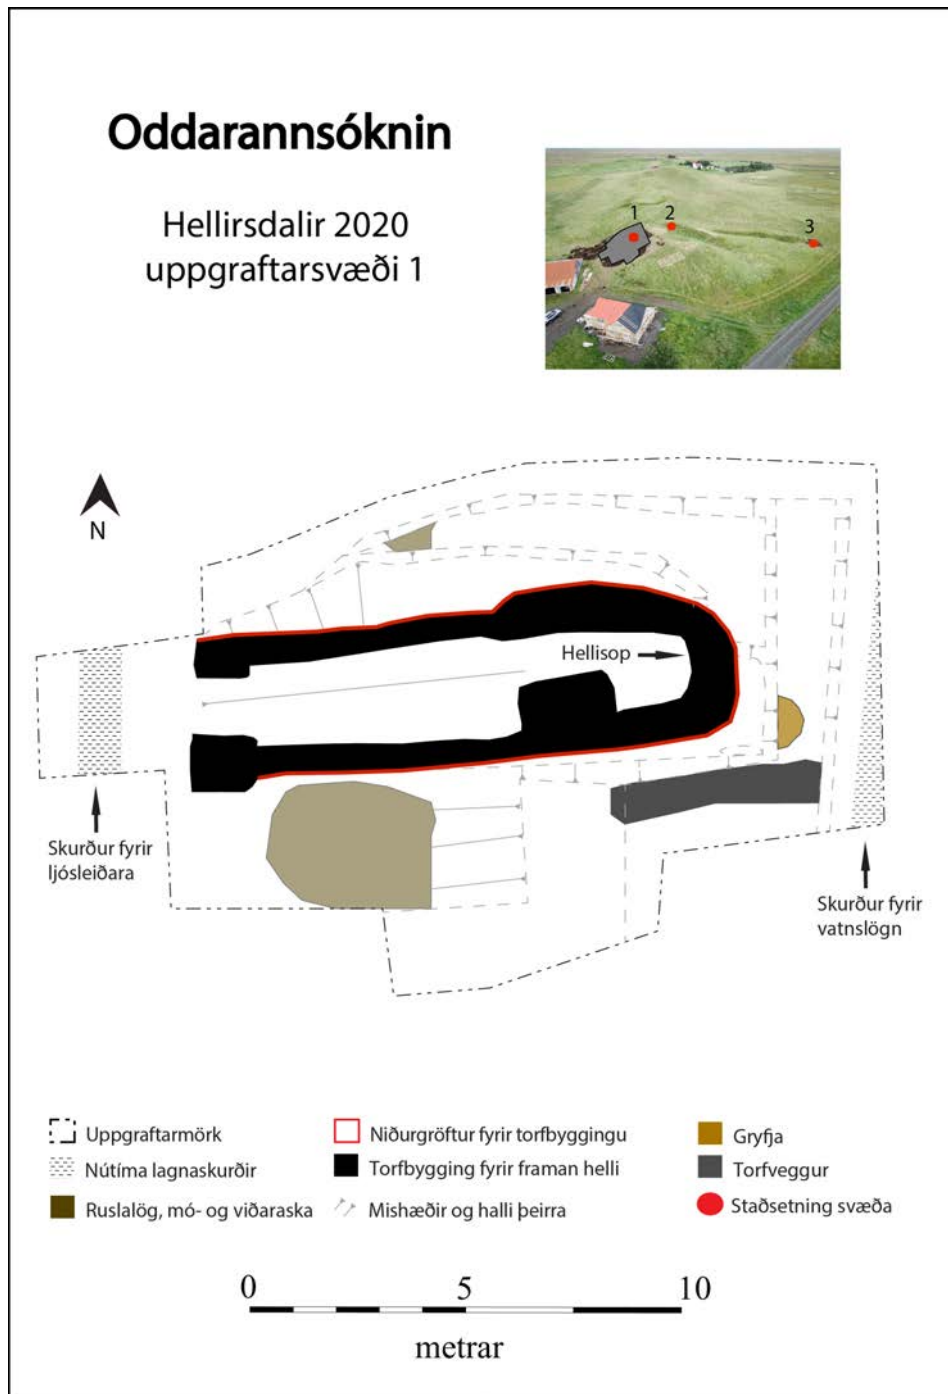 Oddarannsóknin
Hellirsdalir 2020
uppgraftarsvæði 1
1
2
3
N
Hellisop
Skurður fyrir
ljósleiðara
Skurður fyrir
vatnslögn
Uppgraftarmörk
Niðurgröftur fyrir torfbyggingu
Gryfja
Nútíma lagnaskurðir
Torfbygging fyrir framan helli
Torfveggur
Ruslalög, mó- og viðaraska
Mishæðir og halli þeirra
Staðsetning svæða
0
5
10
metrar